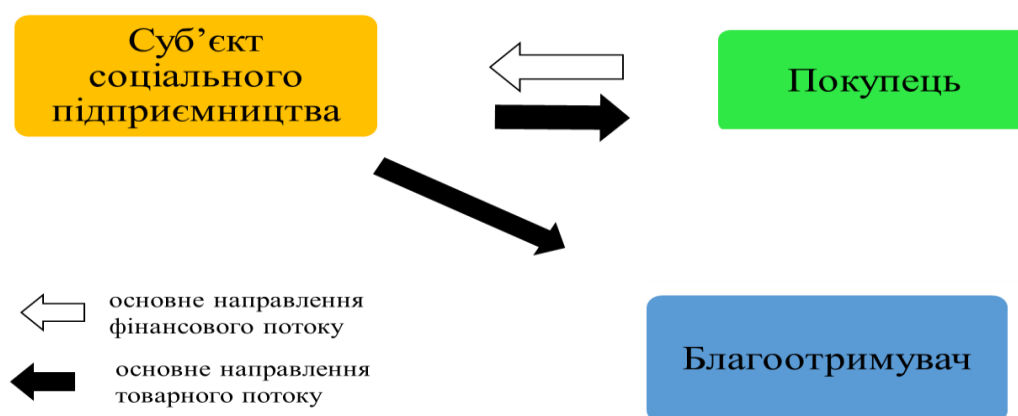 Суб’єкт
соціального
підприємництва
Покупець
основне направлення
фінансового потоку
основне направлення
товарного потоку
Благоотримувач